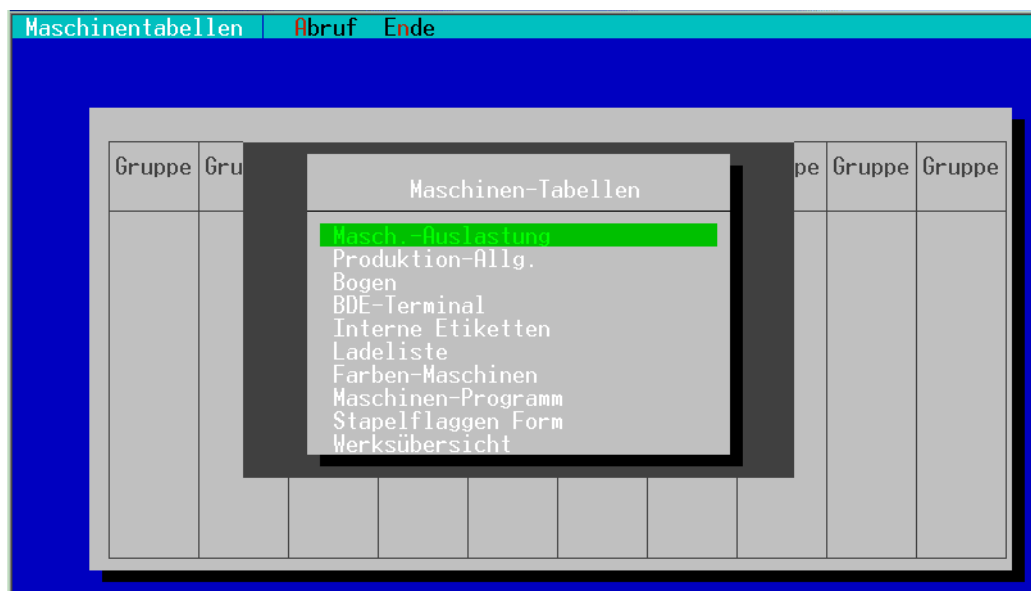 Maschinentabellen Abruf Ende
Gruppe Gru pe Gruppe Gruppe
Maschinen-Tabellen
Masch.-Auslastung
Produktion-Allg.
Bogen
BDE-Terminal
Interne Etiketten
Ladeliste
Farben-Maschinen
Maschinen-Programm
Stapelflaggen Form
Werksübersicht